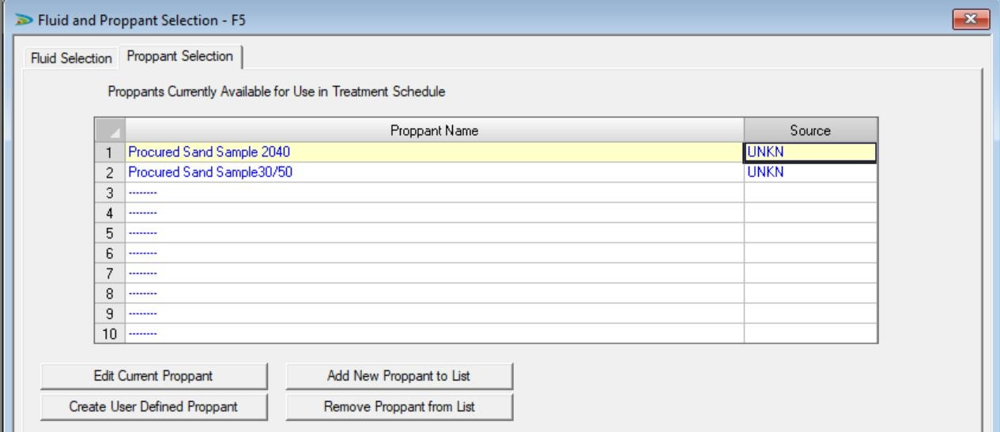 Fluid and Proppant Selection - F5
Fluid Selection Proppant Selection
Proppants Currently Available for Use in Treatment Schedule
Proppant Name Source
1 Procured Sand Sample 2040 UNKN
2 Procured Sand Sample30/50 UNKN
3 --------
4 --------
5 --------
6 --------
7 --------
8 --------
9 --------
10 --------
Edit Current Proppant Add New Proppant to List
Create User Defined Proppant Remove Proppant from List